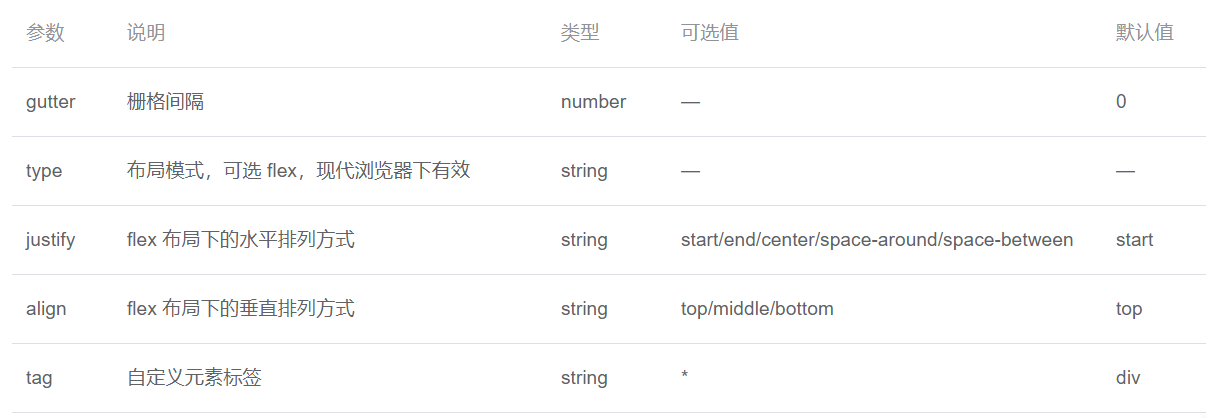 参数 说明 类型 可选值 默认值
gutter 栅格间隔 number — 0
type 布局模式，可选 flex，现代浏览器下有效 string — —
justify flex 布局下的水平排列方式 string start/end/center/space-around/space-between start
align flex 布局下的垂直排列方式 string top/middle/bottom top
tag 自定义元素标签 string * div